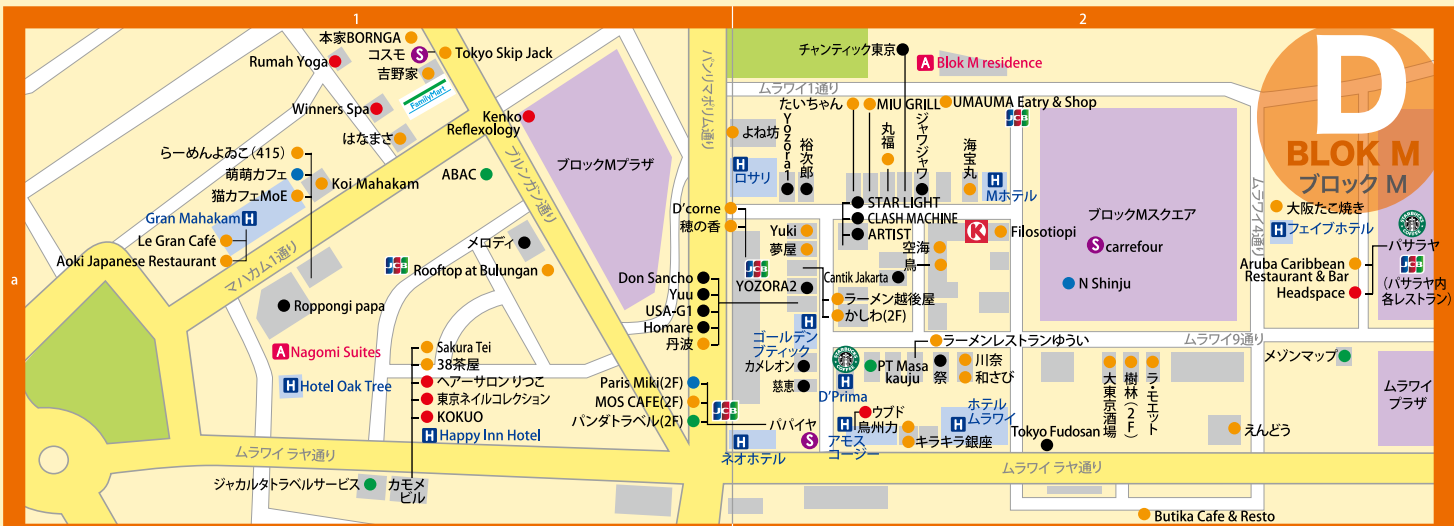 1
2
a
D
BLOK M
ブロック M
本家BORNGA
コスモ
S
Tokyo Skip Jack
吉野家
FamilyMart
Rumah Yoga
Winners Spa
はなまさ
Kenko
Reflexology
らーめんよゐこ(415)
萌萌カフェ
猫カフェMoE
Koi Mahakam
Gran Mahakam
H
Le Gran Café
Aoki Japanese Restaurant
マハカム1通り
ABAC
ブルンガン通り
ブロックMプラザ
パンリマポリム通り
メロディ
JCB
Rooftop at Bulungan
Roppongi papa
A
Nagomi Suites
H
Hotel Oak Tree
Sakura Tei
38茶屋
ヘアーサロン りつこ
東京ネイルコレクション
KOKUO
H
Happy Inn Hotel
ムラワイ ラヤ通り
ジャカルタトラベルサービス
カモメ
ビル
チャンティック東京
A
Blok M residence
ムラワイ1通り
たいちゃん
MIU GRILL
UMAUMA Eatry & Shop
JCB
よね坊
Yozora1
裕次郎
丸福
ジャワジャワ
海宝丸
H
ロサリ
H
Mホテル
STAR LIGHT
CLASH MACHINE
ARTIST
D'corne
穂の香
Yuki
夢屋
JCB
YOZORA2
空海
鳥
K
Filosotiopi
Cantik Jakarta
Don Sancho
Yuu
USA-G1
Homare
丹波
ラーメン越後屋
かしわ(2F)
H
ゴールデン
ブティック
カメレオン
慈恵
ラーメンレストランゆうい
STARBUCKS COFFEE
H
D'Prima
PT Masa
kauju
祭
川奈
和さび
Paris Miki(2F)
MOS CAFE(2F)
パンダトラベル(2F)
JCB
パパイヤ
S
H
ネオホテル
H
アモス
コージー
ウブド
鳥州力
キラキラ銀座
H
ホテル
ムラワイ
Tokyo Fudosan
ムラワイ ラヤ通り
ブロックMスクエア
S
carrefour
N Shinju
ムラワイ4通り
大阪たこ焼き
H
フェイブホテル
STARBUCKS COFFEE
パサラヤ
JCB
(パサラヤ内
各レストラン)
Aruba Caribbean
Restaurant & Bar
Headspace
ムラワイ9通り
メゾンマップ
ムラワイ
プラザ
大東京酒場
樹林(2F)
ラ・モエット
えんどう
Butika Cafe & Resto